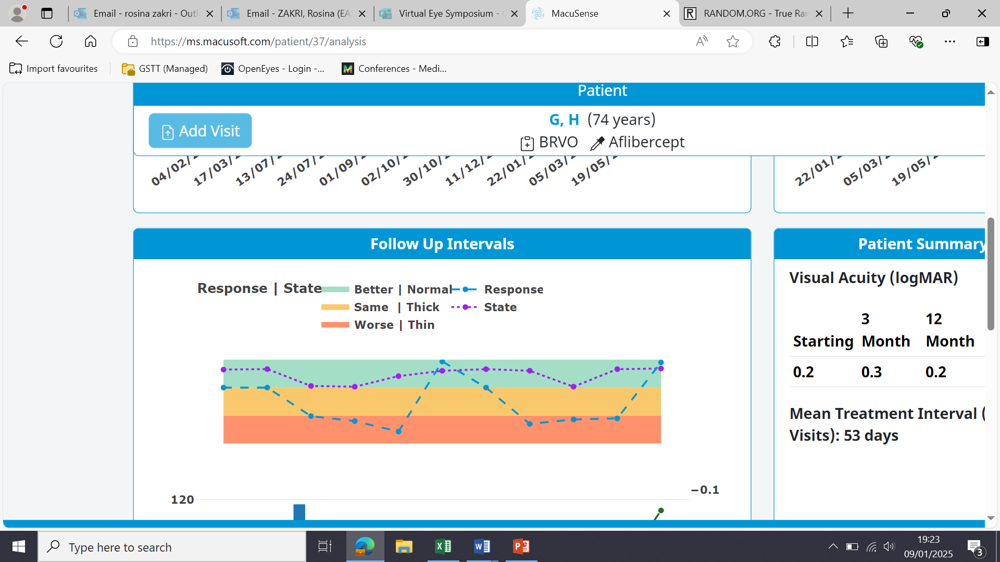 Email - rosina zakri - Outl
Email - ZAKRI, Rosina (EA
Virtual Eye Symposium -
MacuSense
RANDOM.ORG - True Rar
https://ms.macusoft.com/patient/37/analysis
Import favourites
GSTT (Managed)
OpenEyes - Login -...
Conferences - Medi...
Patient
Add Visit
G, H (74 years)
BRVO Aflibercept
04/02/ 17/03/ 13/07/ 24/07/ 01/09/ 02/10/ 30/10/ 11/12/ 22/01/ 05/03/ 19/05/
22/01/ 05/03/ 19/05/
Follow Up Intervals
Response | State
Better | Normal
Same | Thick
Worse | Thin
Response
State
120
−0.1
Patient Summary
Visual Acuity (logMAR)
Starting 3 Month 12 Month
0.2 0.3 0.2
Mean Treatment Interval (
Visits): 53 days
Type here to search
19:23
09/01/2025
3